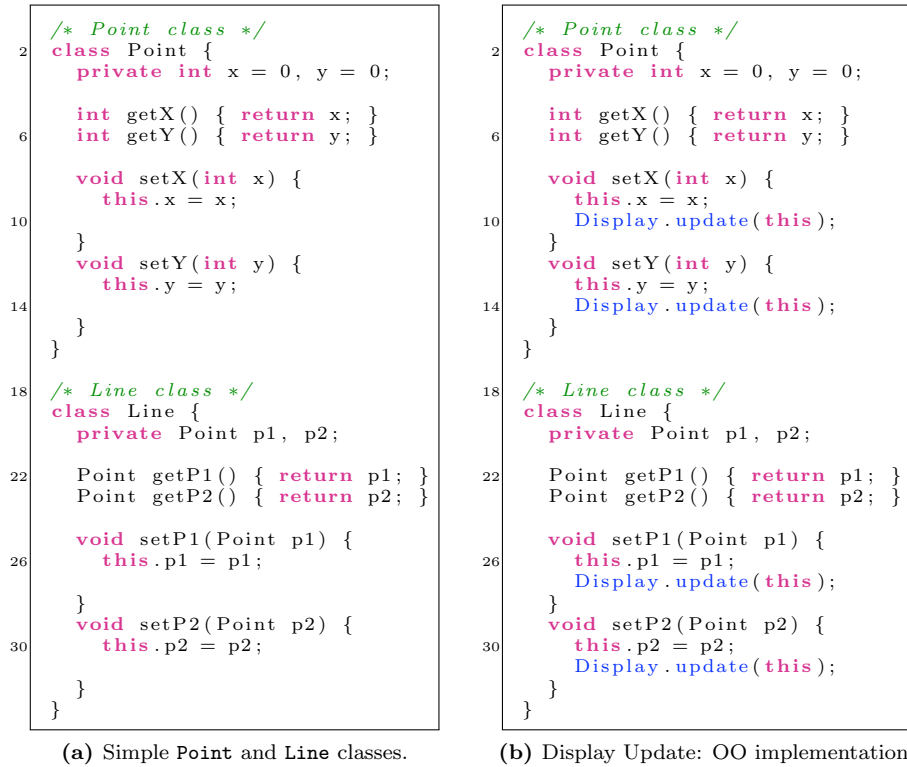 /* Point class */
2 class Point {
private int x = 0, y = 0;
int getX() { return x; }
6 int getY() { return y; }
void setX(int x) {
this.x = x;
10
}
void setY(int y) {
this.y = y;
14
}
}
18 /* Line class */
class Line {
private Point p1, p2;
22 Point getP1() { return p1; }
Point getP2() { return p2; }
void setP1(Point p1) {
26 this.p1 = p1;
}
void setP2(Point p2) {
30 this.p2 = p2;
}
}
(a) Simple Point and Line classes.
/* Point class */
2 class Point {
private int x = 0, y = 0;
int getX() { return x; }
6 int getY() { return y; }
void setX(int x) {
this.x = x;
10 Display.update(this);
}
void setY(int y) {
this.y = y;
14 Display.update(this);
}
}
18 /* Line class */
class Line {
private Point p1, p2;
22 Point getP1() { return p1; }
Point getP2() { return p2; }
void setP1(Point p1) {
26 this.p1 = p1;
Display.update(this);
}
void setP2(Point p2) {
30 this.p2 = p2;
Display.update(this);
}
}
(b) Display Update: OO implementation